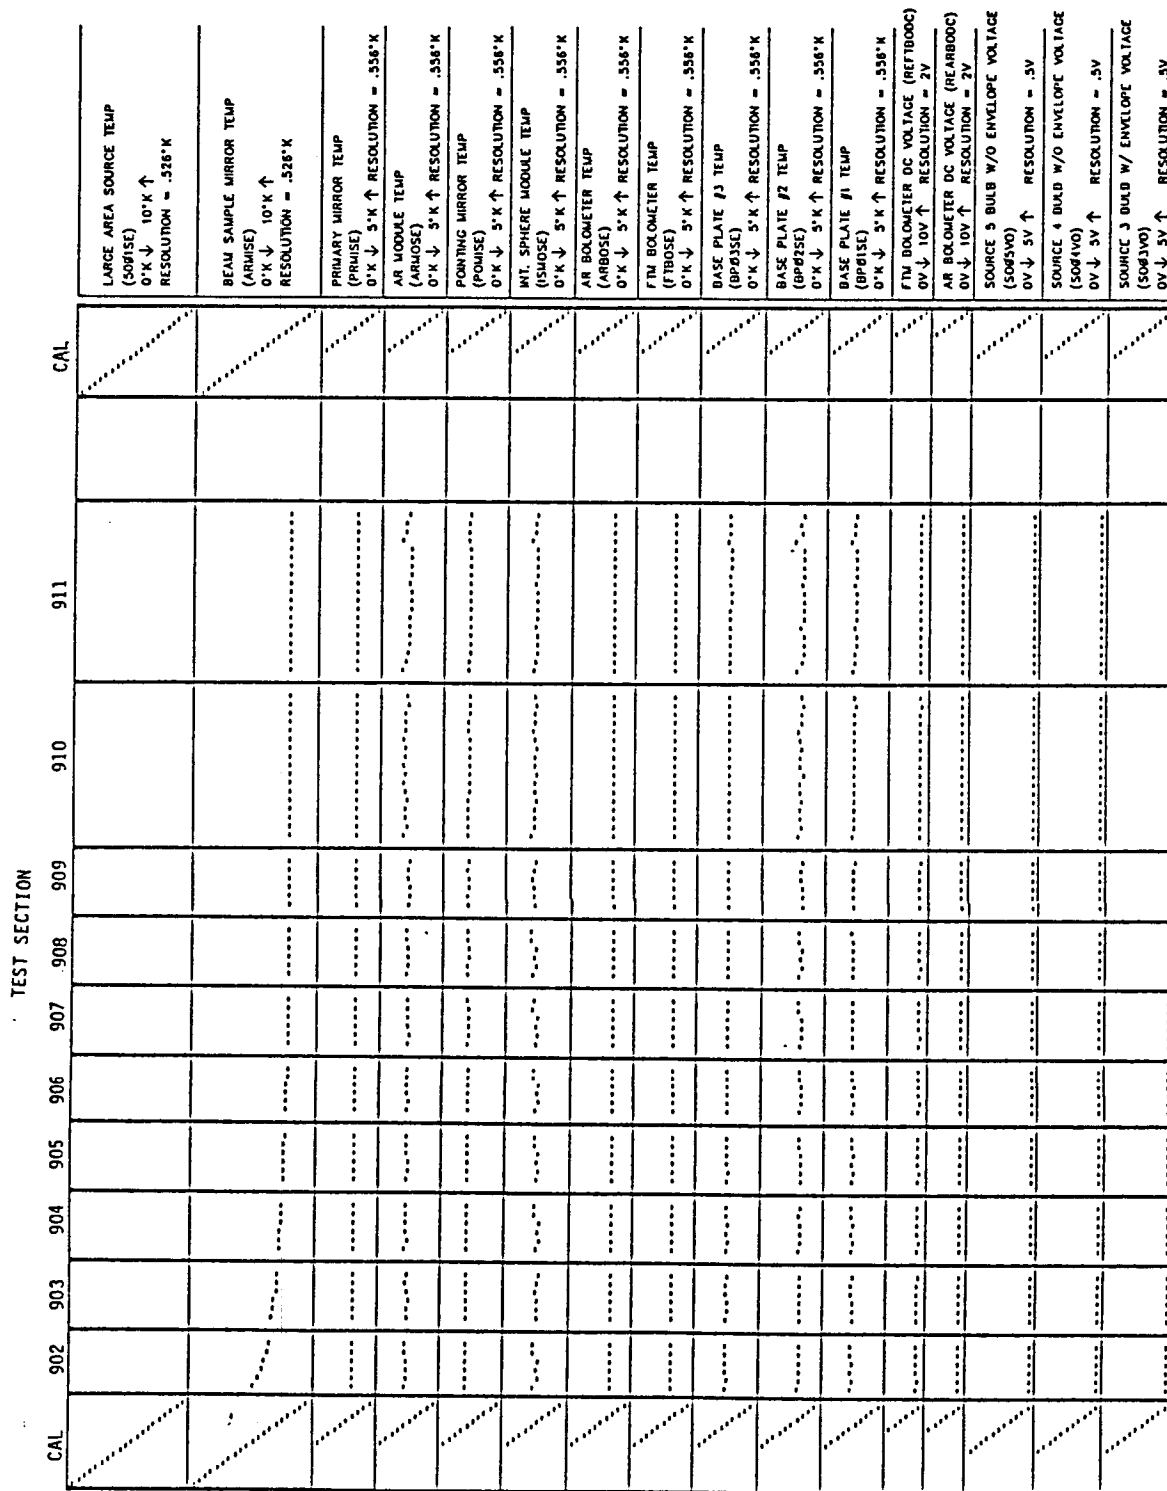 TEST SECTION
CAL 902 903 904 905 906 907 908 909 910 911 CAL
LARGE AREA SOURCE TEMP
(SOØ1SE)
0°K ↓ 10°K ↑
RESOLUTION = .526°K
BEAM SAMPLE MIRROR TEMP
(ARMISE)
0°K ↓ 10°K ↑
RESOLUTION = .526°K
PRIMARY MIRROR TEMP
(PRMISE)
0°K ↓ 5°K ↑ RESOLUTION = .556°K
AR MODULE TEMP
(ARMOSE)
0°K ↓ 5°K ↑ RESOLUTION = .556°K
POINTING MIRROR TEMP
(POMISE)
0°K ↓ 5°K ↑ RESOLUTION = .556°K
INT. SPHERE MODULE TEMP
(ISMOSE)
0°K ↓ 5°K ↑ RESOLUTION = .556°K
AR BOLOMETER TEMP
(ARBOSE)
0°K ↓ 5°K ↑ RESOLUTION = .556°K
FTM BOLOMETER TEMP
(FTBOSE)
0°K ↓ 5°K ↑ RESOLUTION = .556°K
BASE PLATE #3 TEMP
(BPØ3SE)
0°K ↓ 5°K ↑ RESOLUTION = .556°K
BASE PLATE #2 TEMP
(BPØ2SE)
0°K ↓ 5°K ↑ RESOLUTION = .556°K
BASE PLATE #1 TEMP
(BPØ1SE)
0°K ↓ 5°K ↑ RESOLUTION = .556°K
FTM BOLOMETER DC VOLTAGE (REFTBODC)
0V ↓ 10V ↑ RESOLUTION = 2V
AR BOLOMETER DC VOLTAGE (REARBODC)
0V ↓ 10V ↑ RESOLUTION = 2V
SOURCE 5 BULB W/O ENVELOPE VOLTAGE
(SOØ5VO)
0V ↓ 5V ↑ RESOLUTION = .5V
SOURCE 4 BULB W/O ENVELOPE VOLTAGE
(SOØ4VO)
0V ↓ 5V ↑ RESOLUTION = .5V
SOURCE 3 BULB W/ ENVELOPE VOLTAGE
(SOØ3VO)
0V ↓ 5V ↑ RESOLUTION = .5V